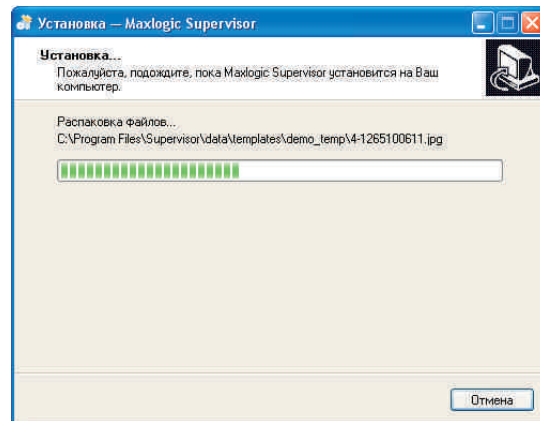 Установка — Maxlogic Supervisor
Установка...
Пожалуйста, подождите, пока Maxlogic Supervisor установится на Ваш
компьютер.
Распаковка файлов...
C:\Program Files\Supervisor\data\templates\demo_temp\4-1265100611.jpg
Отмена